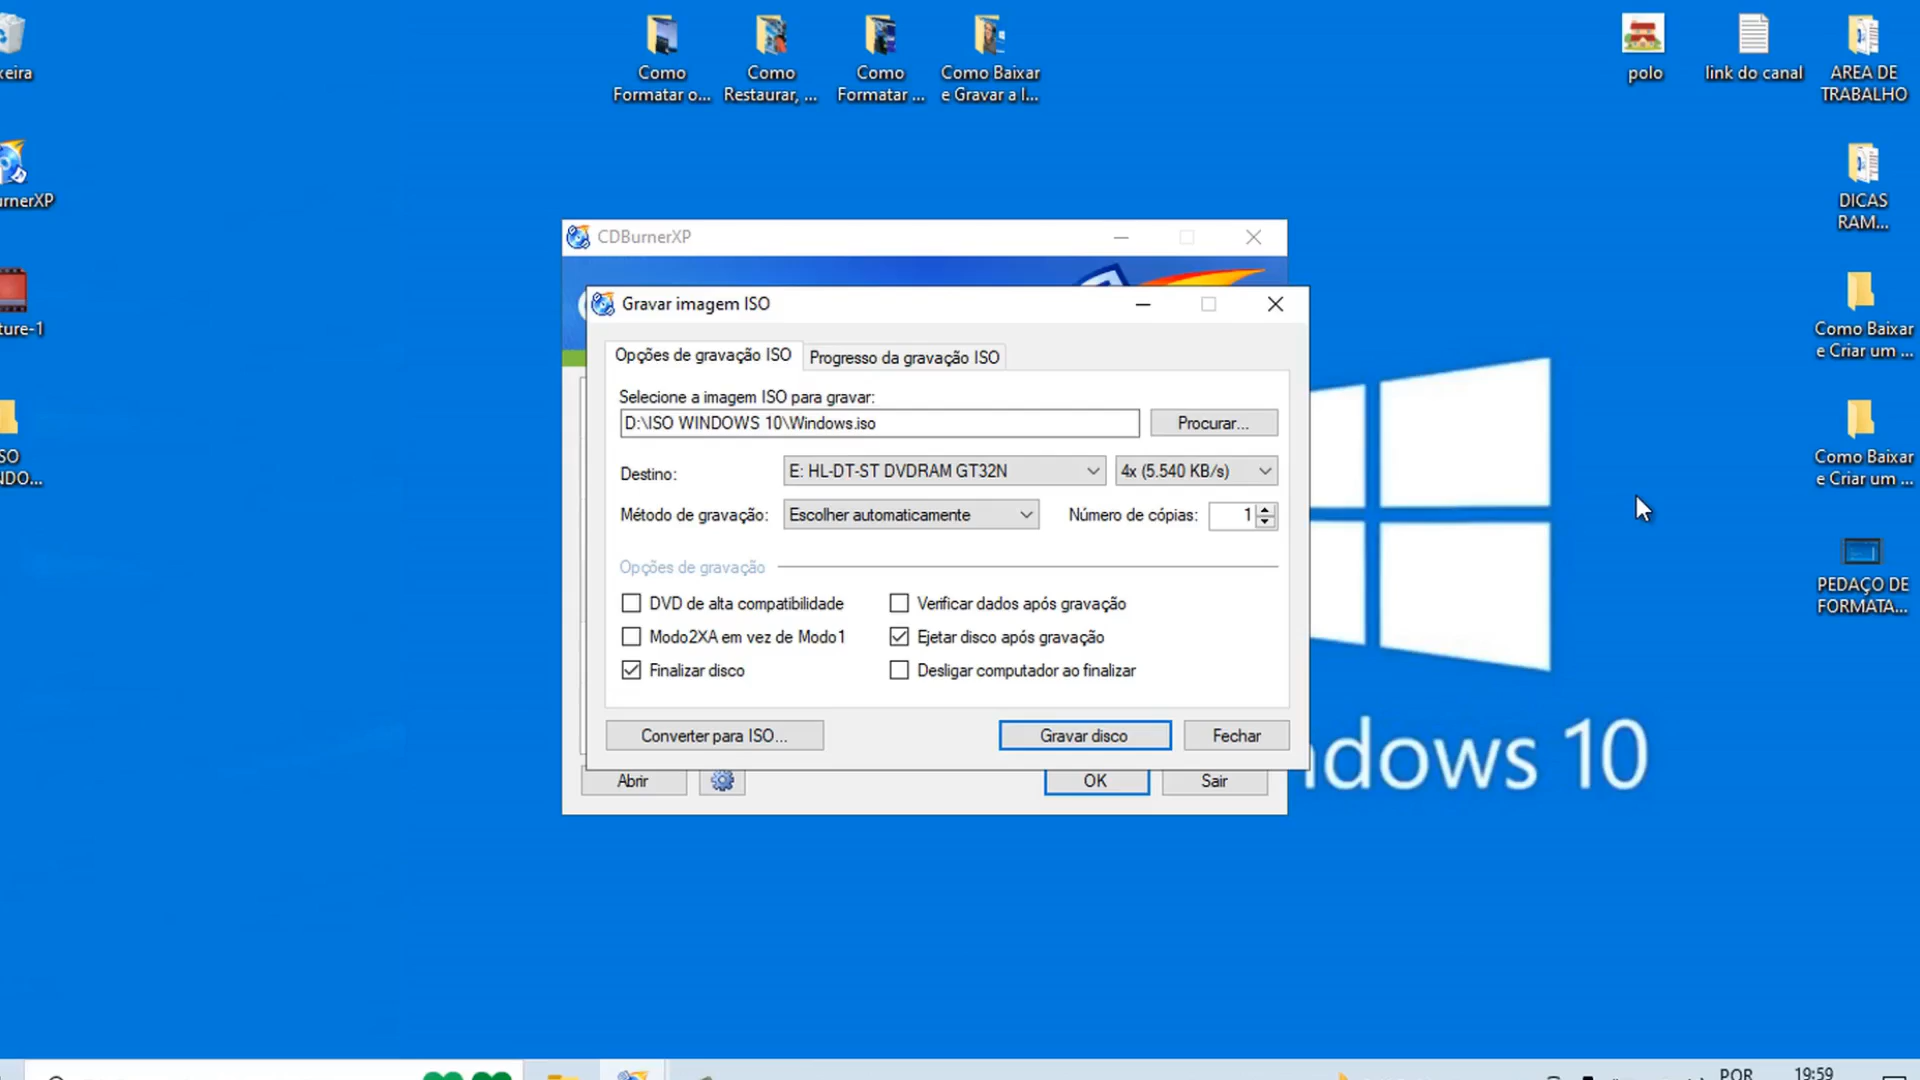 Como
Formatar o...
Como
Restaurar, ...
Como
Formatar ...
Como Baixar
e Gravar a I...
polo
link do canal
AREA DE
TRABALHO
xeira
urnerXP
DICAS
RAM...
ture-1
Como Baixar
e Criar um ...
SO
NDO...
Como Baixar
e Criar um ...
PEDAÇO DE
FORMATA...
CDBurnerXP
Gravar imagem ISO
Opções de gravação ISO
Progresso da gravação ISO
Selecione a imagem ISO para gravar:
D:\ISO WINDOWS 10\Windows.iso
Procurar...
Destino:
E: HL-DT-ST DVDRAM GT32N
4x (5.540 KB/s)
Método de gravação:
Escolher automaticamente
Número de cópias:
1
Opções de gravação
DVD de alta compatibilidade
Verificar dados após gravação
Modo2XA em vez de Modo1
Ejetar disco após gravação
Finalizar disco
Desligar computador ao finalizar
Converter para ISO...
Gravar disco
Fechar
Abrir
OK
Sair
ndows 10
POR
19:59